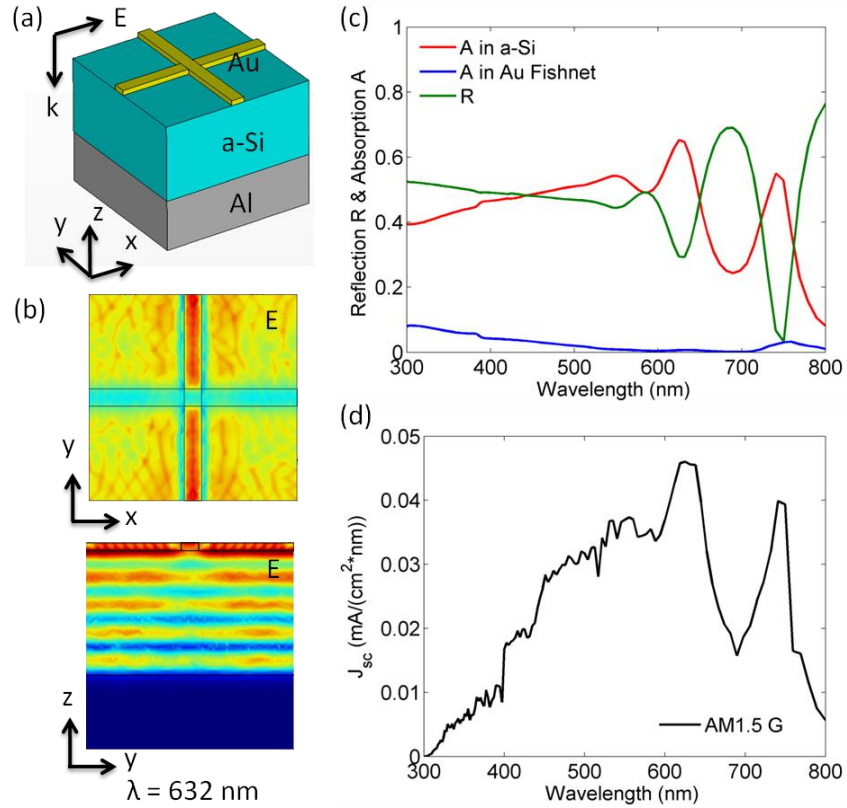 (a)
E
k
Au
a-Si
Al
z
y
x
(b)
E
y
x
E
z
y
λ = 632 nm
(c)
A in a-Si
A in Au Fishnet
R
Reflection R & Absorption A
1
0.8
0.6
0.4
0.2
0
300 400 500 600 700 800
Wavelength (nm)
(d)
J_sc (mA/(cm²*nm))
0.05
0.04
0.03
0.02
0.01
0
AM1.5 G
300 400 500 600 700 800
Wavelength (nm)